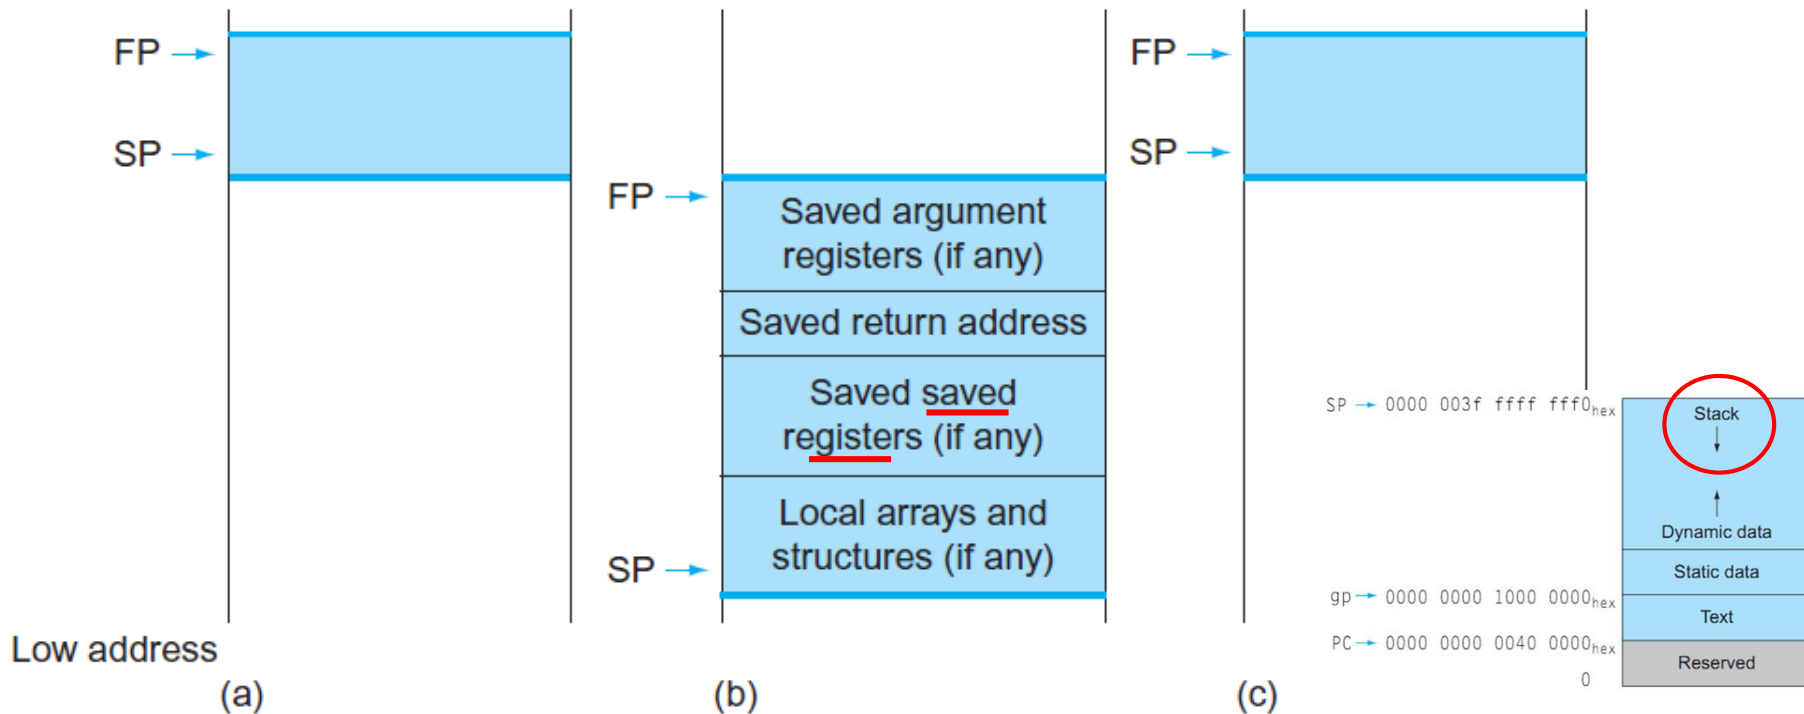 FP
SP
FP
Saved argument
registers (if any)
Saved return address
Saved saved
registers (if any)
Local arrays and
structures (if any)
SP
FP
SP
SP
0000 003f ffff fff0hex
Stack
Dynamic data
Static data
gp
0000 0000 1000 0000hex
Text
PC
0000 0000 0040 0000hex
Reserved
0
Low address
(a)
(b)
(c)